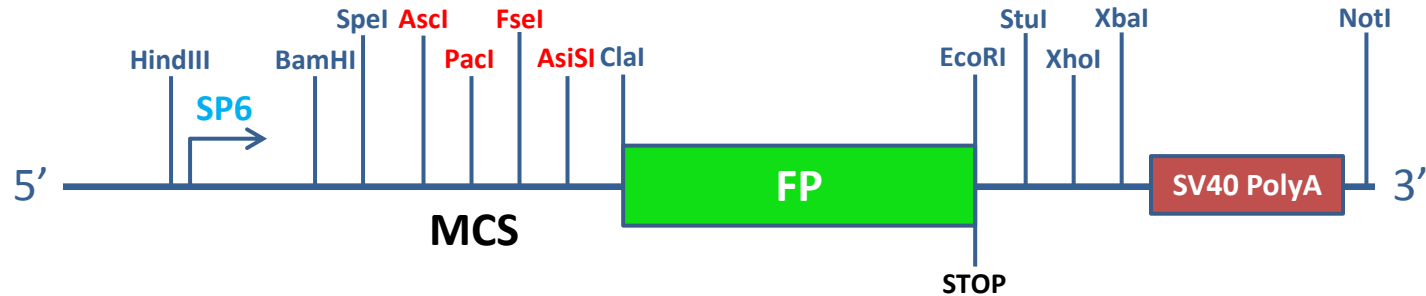 SpeI AscI FseI StuI XbaI NotI
HindIII BamHI PacI AsiSI ClaI EcoRI XhoI
SP6
5’ FP SV40 PolyA 3’
MCS
STOP